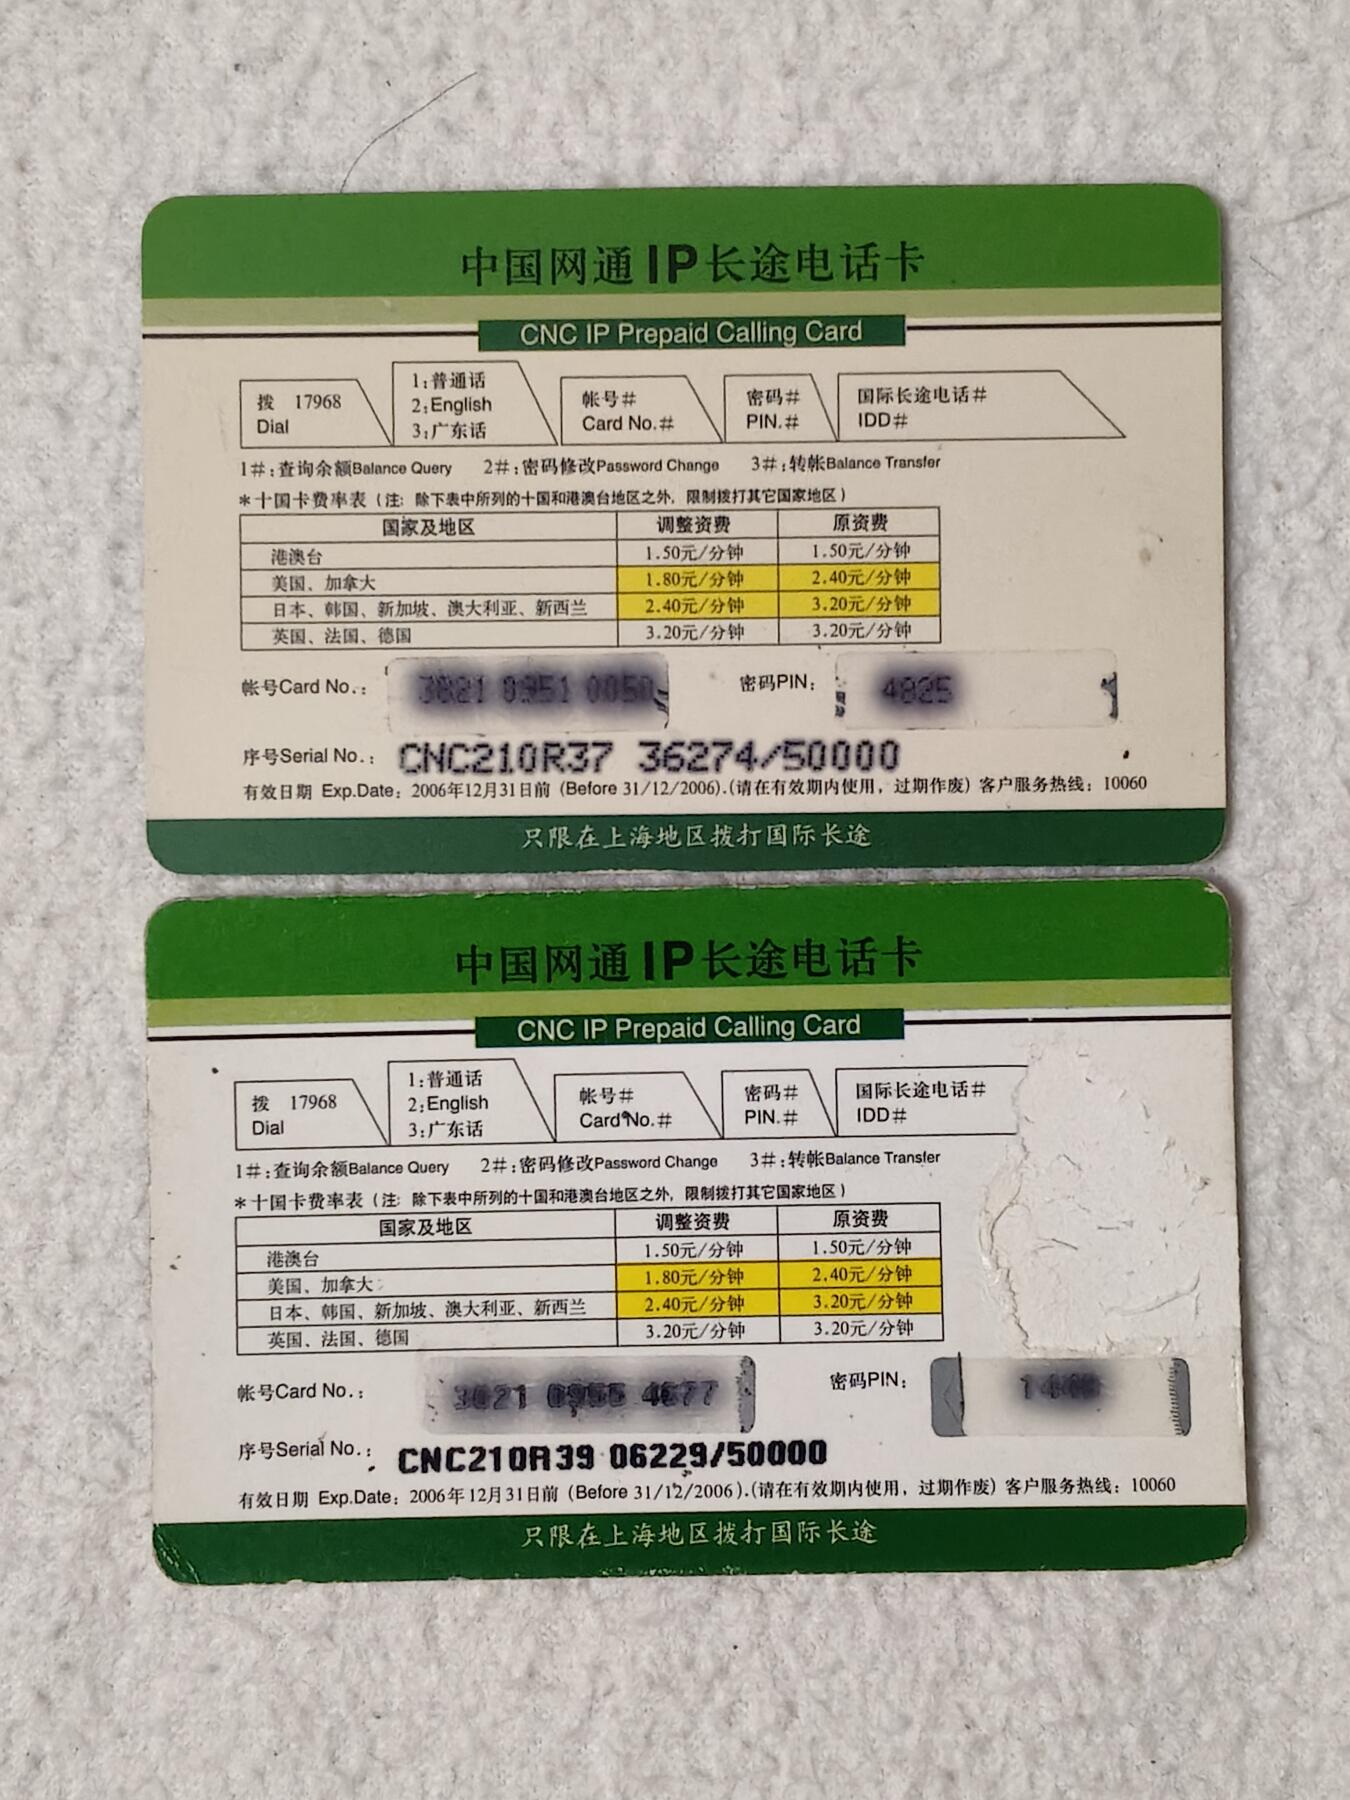 中国网通IP长途电话卡
CNC IP Prepaid Calling Card
拨 17968
Dial
1:普通话
2:English
3:广东话
帐号#
Card No.#
密码#
PIN.#
国际长途电话#
IDD#
1#:查询余额Balance Query 2#:密码修改Password Change 3#:转帐Balance Transfer
*十国卡费率表(注:除下表中所列的十国和港澳台地区之外,限制拨打其它国家地区)
国家及地区 调整资费 原资费
港澳台 1.50元/分钟 1.50元/分钟
美国、加拿大 1.80元/分钟 2.40元/分钟
日本、韩国、新加坡、澳大利亚、新西兰 2.40元/分钟 3.20元/分钟
英国、法国、德国 3.20元/分钟 3.20元/分钟
帐号Card No.: 密码PIN:
序号Serial No.: CNC210R37 36274/50000
有效日期 Exp.Date: 2006年12月31日前 (Before 31/12/2006).(请在有效期内使用,过期作废) 客户服务热线: 10060
只限在上海地区拨打国际长途
中国网通IP长途电话卡
CNC IP Prepaid Calling Card
拨 17968
Dial
1:普通话
2:English
3:广东话
帐号#
Card No.#
密码#
PIN.#
国际长途电话#
IDD#
1#:查询余额Balance Query 2#:密码修改Password Change 3#:转帐Balance Transfer
*十国卡费率表(注:除下表中所列的十国和港澳台地区之外,限制拨打其它国家地区)
国家及地区 调整资费 原资费
港澳台 1.50元/分钟 1.50元/分钟
美国、加拿大 1.80元/分钟 2.40元/分钟
日本、韩国、新加坡、澳大利亚、新西兰 2.40元/分钟 3.20元/分钟
英国、法国、德国 3.20元/分钟 3.20元/分钟
帐号Card No.: 密码PIN:
序号Serial No.: CNC210R39 06229/50000
有效日期 Exp.Date: 2006年12月31日前 (Before 31/12/2006).(请在有效期内使用,过期作废) 客户服务热线: 10060
只限在上海地区拨打国际长途